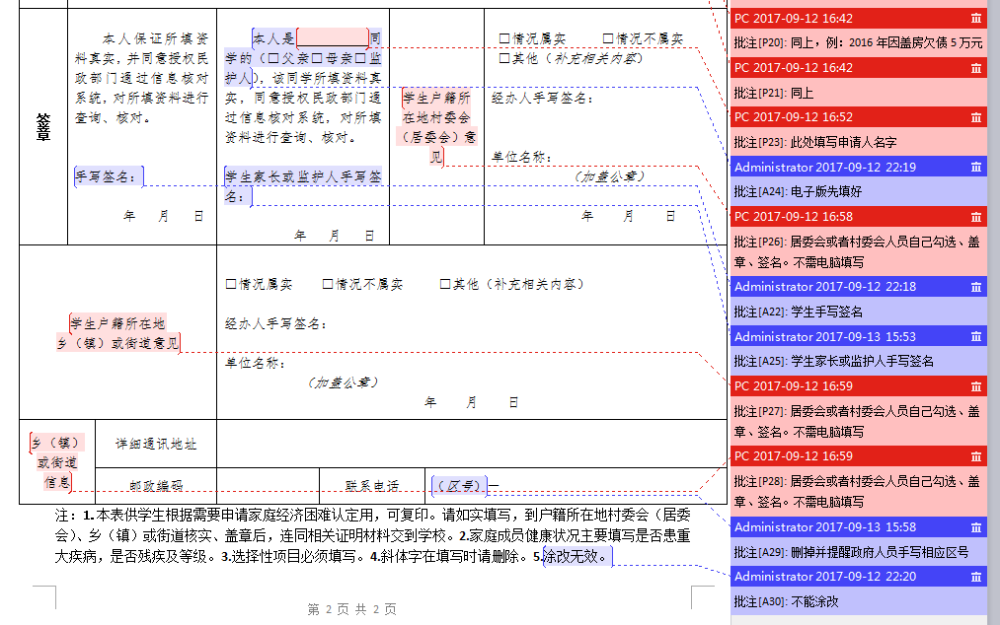 签章
本人保证所填资
料真实，并同意授权民
政部门通过信息核对
系统，对所填资料进行
查询、核对。
手写签名：
年 月 日
本人是 同
学的（□父亲□母亲□监
护人），该同学所填资料真
实，同意授权民政部门通
过信息核对系统，对所填
资料进行查询、核对。
学生家长或监护人手写签
名：
年 月 日
学生户籍所
在地村委会
（居委会）意
见
□情况属实 □情况不属实
□其他（补充相关内容）
经办人手写签名：
单位名称：
（加盖公章）
年 月 日
学生户籍所在地
乡（镇）或街道意见
□情况属实 □情况不属实 □其他（补充相关内容）
经办人手写签名：
单位名称：
（加盖公章）
年 月 日
乡（镇）
或街道
信息
详细通讯地址
邮政编码
联系电话
（区号）—
注：1.本表供学生根据需要申请家庭经济困难认定用，可复印。请如实填写，到户籍所在地村委会（居委
会）、乡（镇）或街道核实、盖章后，连同相关证明材料交到学校。2.家庭成员健康状况主要填写是否患重
大疾病，是否残疾及等级。3.选择性项目必须填写。4.斜体字在填写时请删除。5.涂改无效。
第 2 页 共 2 页
PC 2017-09-12 16:42
批注[P20]: 同上，例：2016 年因盖房欠债 5 万元
PC 2017-09-12 16:42
批注[P21]: 同上
PC 2017-09-12 16:52
批注[P23]: 此处填写申请人名字
Administrator 2017-09-12 22:19
批注[A24]: 电子版先填好
PC 2017-09-12 16:58
批注[P26]: 居委会或者村委会人员自己勾选、盖
章、签名。不需电脑填写
Administrator 2017-09-12 22:18
批注[A22]: 学生手写签名
Administrator 2017-09-13 15:53
批注[A25]: 学生家长或监护人手写签名
PC 2017-09-12 16:59
批注[P27]: 居委会或者村委会人员自己勾选、盖
章、签名。不需电脑填写
PC 2017-09-12 16:59
批注[P28]: 居委会或者村委会人员自己勾选、盖
章、签名。不需电脑填写
Administrator 2017-09-13 15:58
批注[A29]: 删掉并提醒政府人员手写相应区号
Administrator 2017-09-12 22:20
批注[A30]: 不能涂改